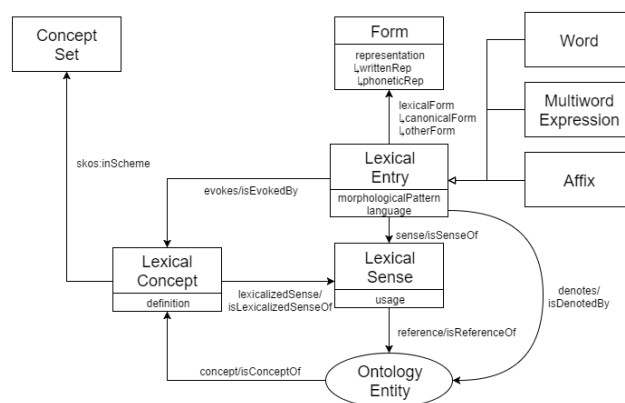 Concept
Set
Form
representation
↳writtenRep
↳phoneticRep
Word
Multiword
Expression
Affix
lexicalForm
↳canonicalForm
↳otherForm
skos:inScheme
Lexical
Entry
morphologicalPattern
language
evokes/isEvokedBy
sense/isSenseOf
Lexical
Concept
definition
lexicalizedSense/
isLexicalizedSenseOf
Lexical
Sense
usage
denotes/
isDenotedBy
reference/isReferenceOf
concept/isConceptOf
Ontology
Entity